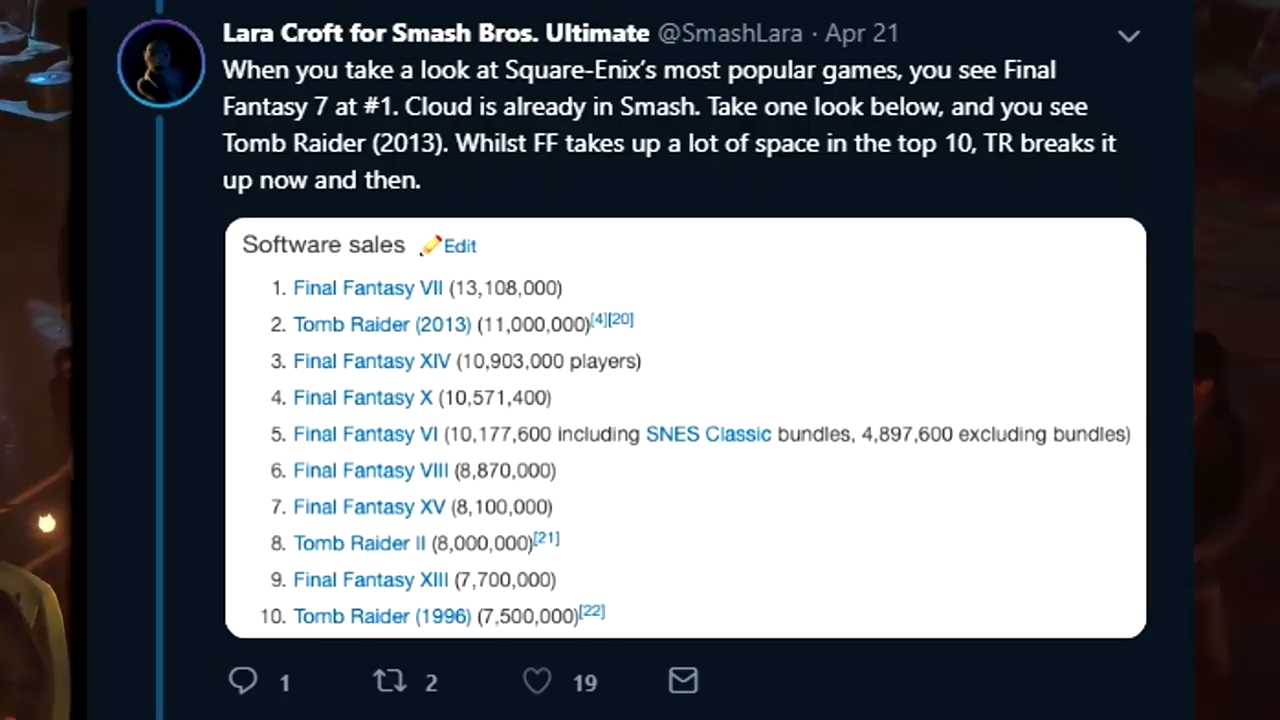 Lara Croft for Smash Bros. Ultimate @SmashLara · Apr 21
When you take a look at Square-Enix’s most popular games, you see Final
Fantasy 7 at #1. Cloud is already in Smash. Take one look below, and you see
Tomb Raider (2013). Whilst FF takes up a lot of space in the top 10, TR breaks it
up now and then.
Software sales Edit
1. Final Fantasy VII (13,108,000)
2. Tomb Raider (2013) (11,000,000)[4][20]
3. Final Fantasy XIV (10,903,000 players)
4. Final Fantasy X (10,571,400)
5. Final Fantasy VI (10,177,600 including SNES Classic bundles, 4,897,600 excluding bundles)
6. Final Fantasy VIII (8,870,000)
7. Final Fantasy XV (8,100,000)
8. Tomb Raider II (8,000,000)[21]
9. Final Fantasy XIII (7,700,000)
10. Tomb Raider (1996) (7,500,000)[22]
1 2 19